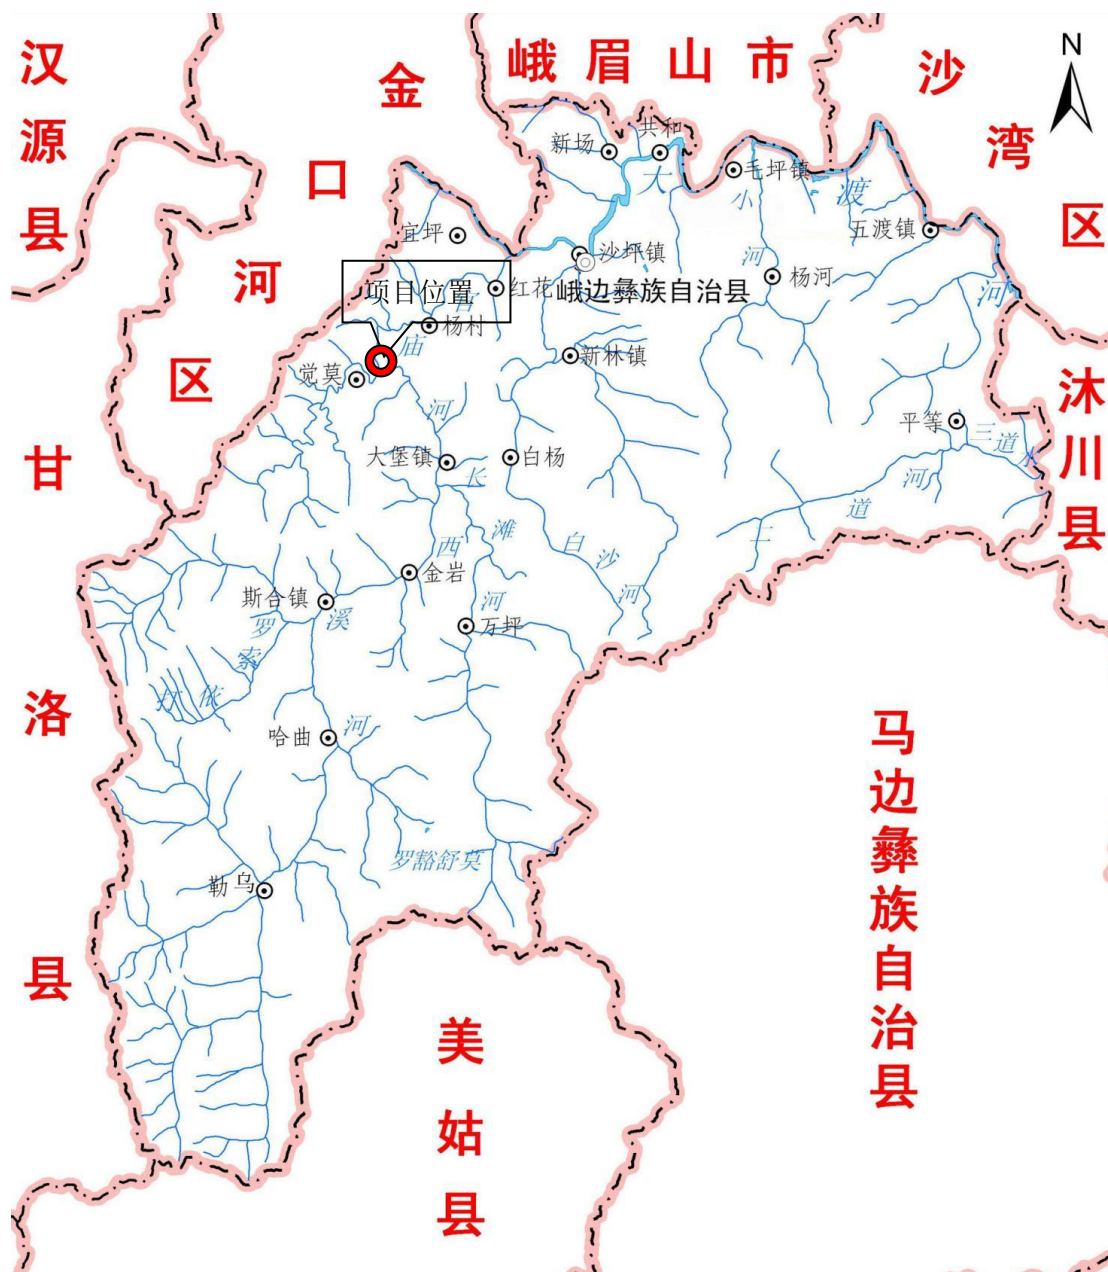 汉源县
金口河区
峨眉山市
沙湾区
N
新场
共和
毛坪镇
大渡河
小河
宜坪
五渡镇
沙坪镇
杨河
项目位置
红花
峨边彝族自治县
官庙河
杨村
新林镇
觉莫
沐川县
平等
三道水
大堡镇
白杨
甘洛县
长滩河
二道河
西溪河
白沙河
金岩
斯合镇
万坪
打依索罗
哈曲
马边彝族自治县
罗豁舒莫
勒乌
美姑县